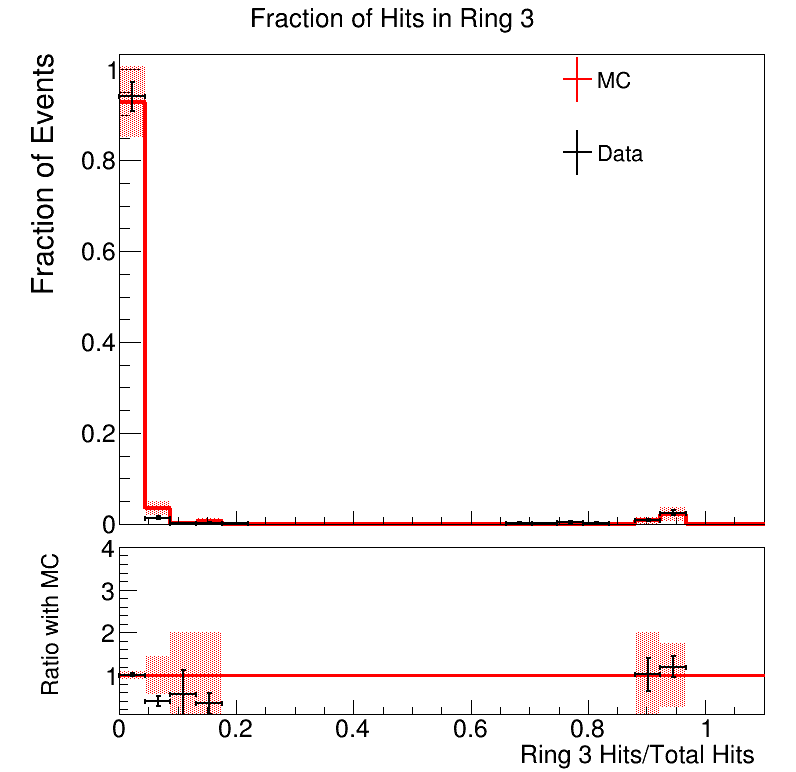 Fraction of Hits in Ring 3
Fraction of Events
1
0.8
0.6
0.4
0.2
0
MC
Data
Ratio with MC
4
3
2
1
0
0.2
0.4
0.6
0.8
1
Ring 3 Hits/Total Hits